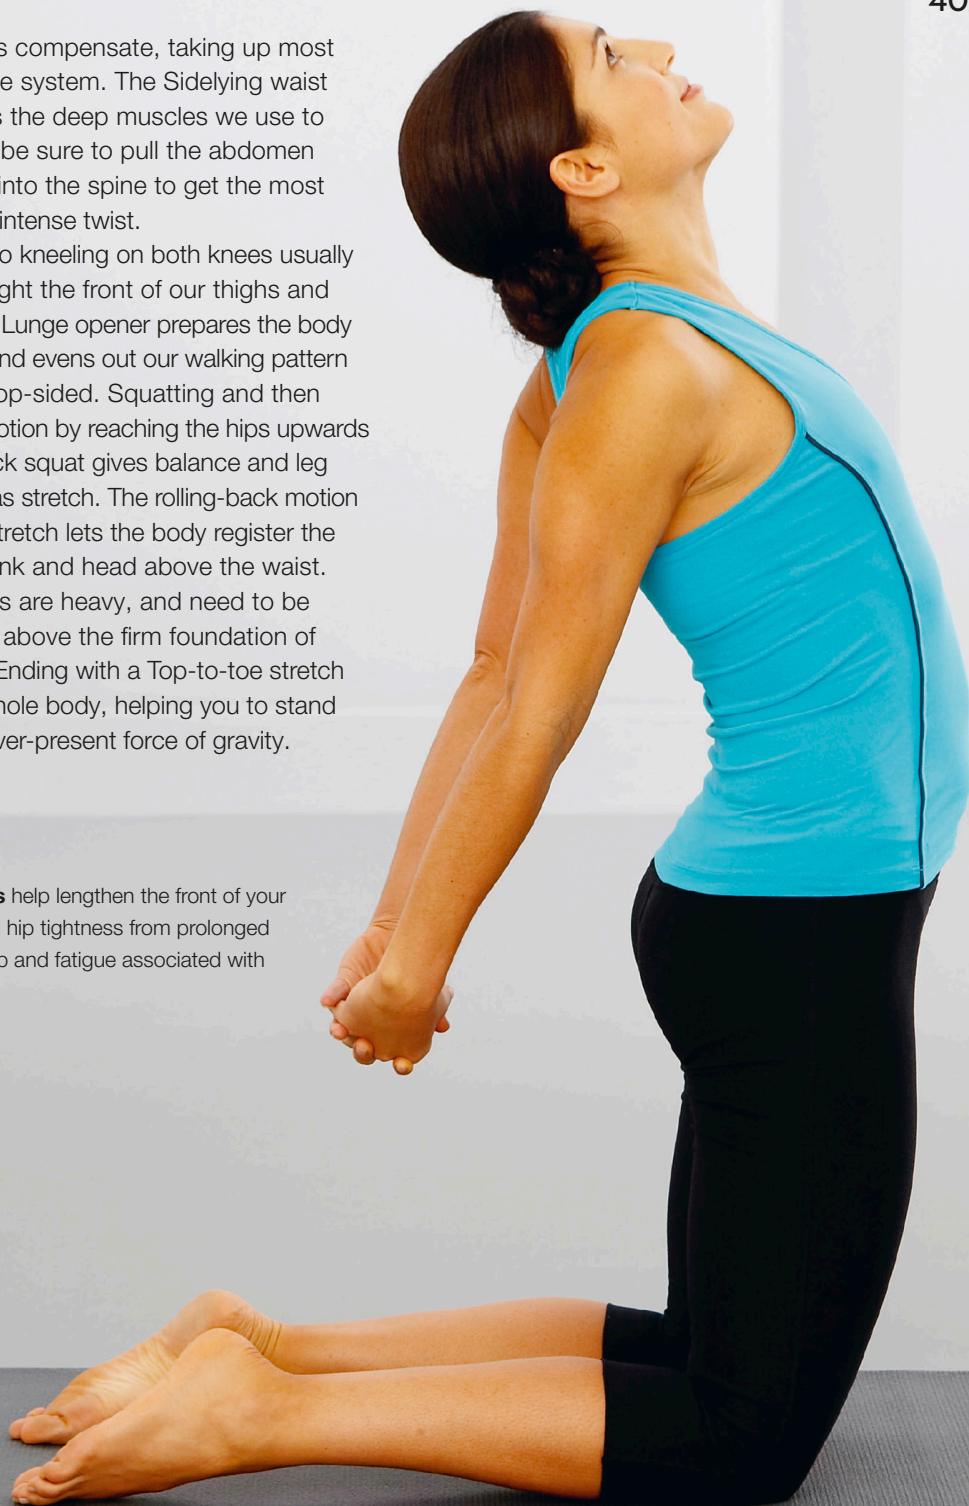 40
s compensate, taking up most
e system. The Sidelying waist
s the deep muscles we use to
be sure to pull the abdomen
into the spine to get the most
intense twist.
o kneeling on both knees usually
ght the front of our thighs and
Lunge opener prepares the body
nd evens out our walking pattern
op-sided. Squatting and then
otion by reaching the hips upwards
ck squat gives balance and leg
as stretch. The rolling-back motion
tretch lets the body register the
nk and head above the waist.
s are heavy, and need to be
above the firm foundation of
Ending with a Top-to-toe stretch
hole body, helping you to stand
ver-present force of gravity.
s help lengthen the front of your
hip tightness from prolonged
p and fatigue associated with